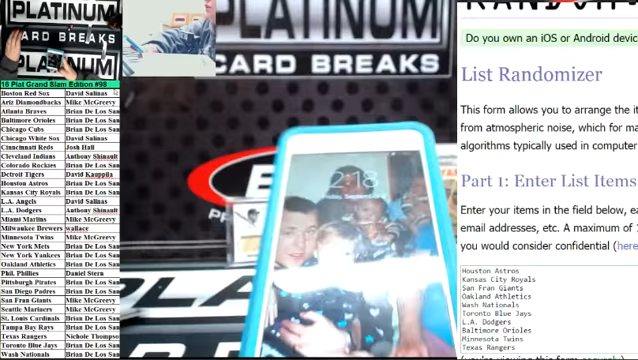 PLATINUM
CARD BREAKS
PLATINUM
PLATINUM
CARD BREAKS
16 Plat Grand Slam Edition #98
Boston Red Sox David Salinas
Ariz Diamondbacks Mike McGreevy
Atlanta Braves Brian De Los San
Baltimore Orioles Brian De Los San
Chicago Cubs Brian De Los San
Chicago White Sox David Salinas
Cincinnati Reds Josh Hall
Cleveland Indians Anthony Shinault
Colorado Rockies Brian De Los San
Detroit Tigers David Kauppila
Houston Astros Brian De Los San
Kansas City Royals Brian De Los San
L.A. Angels David Salinas
L.A. Dodgers Anthony Shinault
Miami Marlins Mike McGreevy
Milwaukee Brewers wallace
Minnesota Twins Mike McGreevy
New York Mets Brian De Los San
New York Yankees Brian De Los San
Oakland Athletics Brian De Los San
Phil. Phillies Daniel Stern
Pittsburgh Pirates Brian De Los San
San Diego Padres Brian De Los San
San Fran Giants Mike McGreevy
Seattle Mariners Mike McGreevy
St. Louis Cardinals Brian De Los San
Tampa Bay Rays Brian De Los San
Texas Rangers Nichole Thompson
Toronto Blue Jays Brian De Los San
Wash Nationals Brian De Los San
2:18
Do you own an iOS or Android devic
List Randomizer
This form allows you to arrange the it
from atmospheric noise, which for ma
algorithms typically used in computer
Part 1: Enter List Items
Enter your items in the field below, ea
email addresses, etc. A maximum of 1
you would consider confidential (here
Houston Astros
Kansas City Royals
San Fran Giants
Oakland Athletics
Wash Nationals
Toronto Blue Jays
L.A. Dodgers
Baltimore Orioles
Minnesota Twins
Texas Rangers